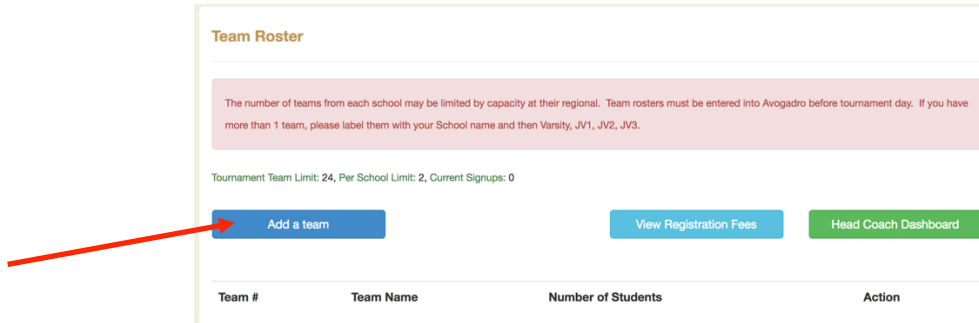 Team Roster
The number of teams from each school may be limited by capacity at their regional. Team rosters must be entered into Avogadro before tournament day. If you have
more than 1 team, please label them with your School name and then Varsity, JV1, JV2, JV3.
Tournament Team Limit: 24, Per School Limit: 2, Current Signups: 0
Add a team View Registration Fees Head Coach Dashboard
Team # Team Name Number of Students Action